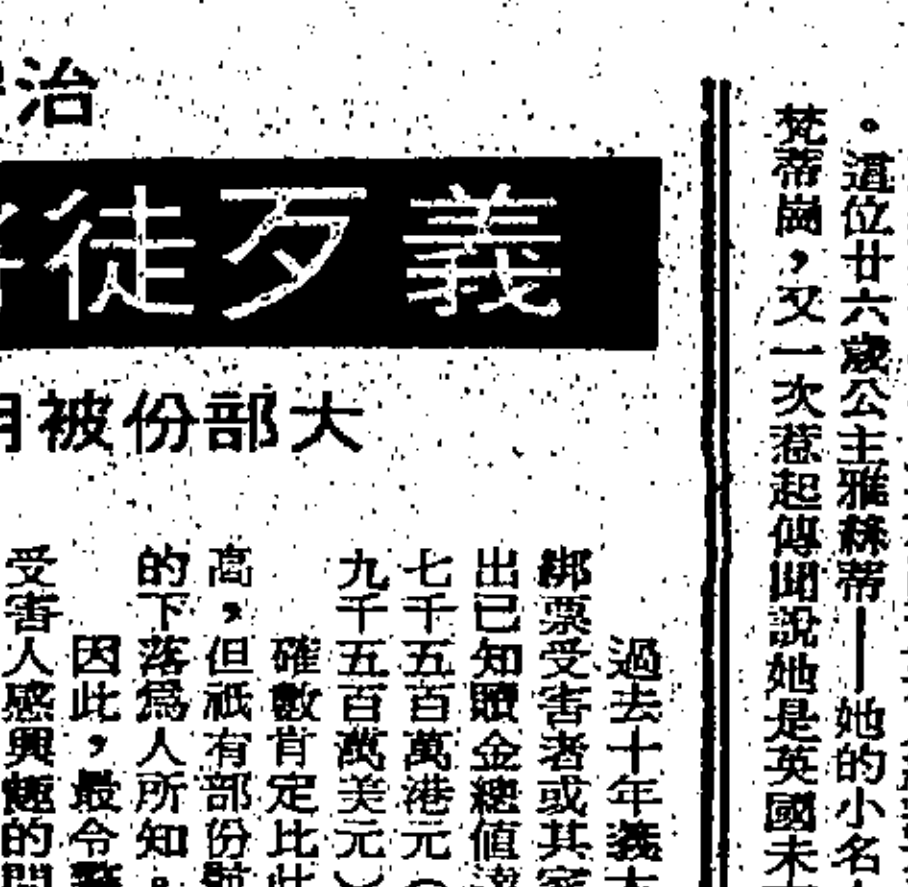 。這位廿六歲公主雅絲蒂——她的小名
梵蒂崗，又一次惹起傳聞說她是英國未
治
義歹徒
大部份被用
過去十年義大
綁票受害者或其家
出已知贖金總值
七千五百萬港元（
九千五百萬美元）
確數肯定比此
高，但祇有部份
的下落爲人所知。
因此，最令
受害人感興趣的問